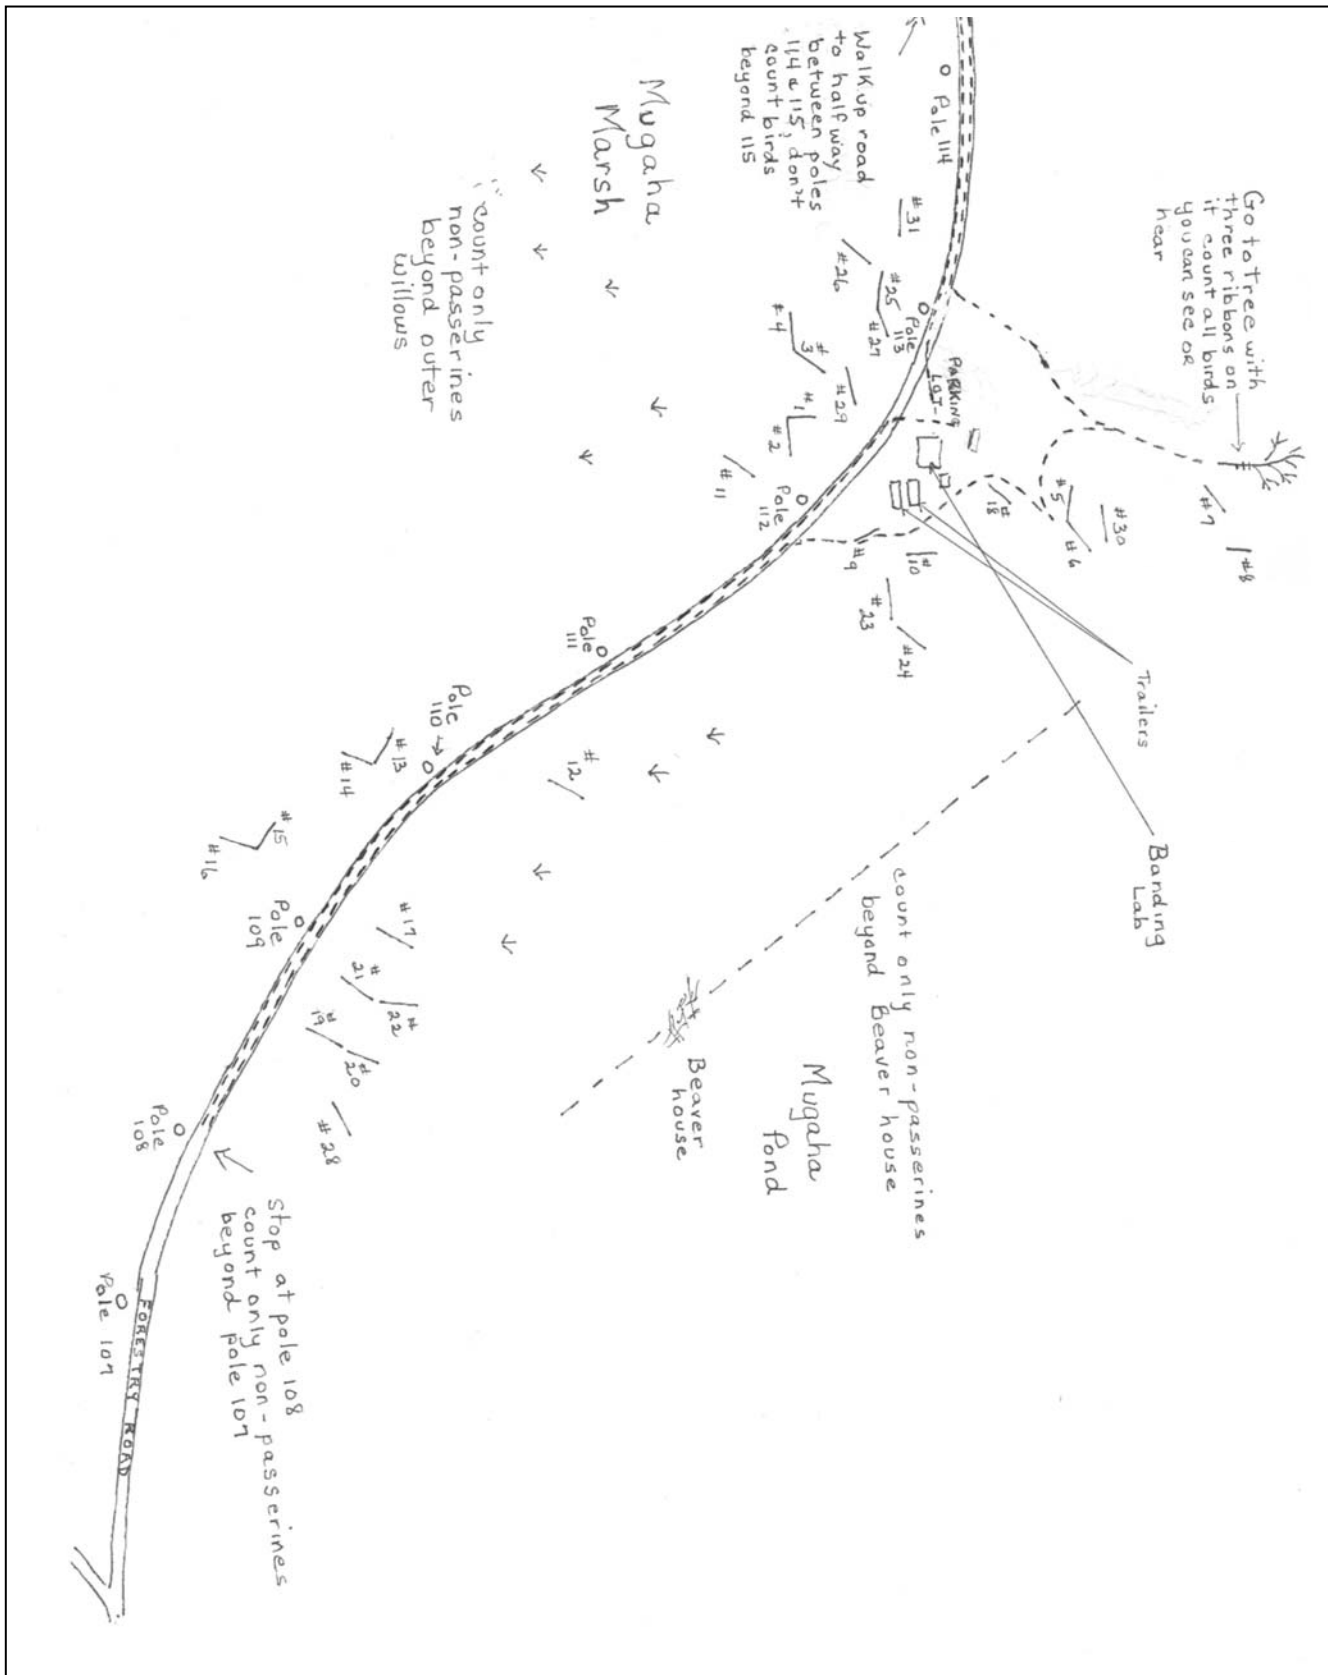 Go to tree with
three ribbons on
it count all birds
you can see or
hear
Walk up road
to halfway
between poles
114 & 115, don't
count birds
beyond 115
Pole 114
#31
#26
#25
#27
Pole
113
PARKING
LOT
#4
#
3
#29
#1
#2
#11
Pole
112
#7
#8
#30
#5
#6
#
18
#9
#
10
#23
#24
Trailers
Banding
Lab
Mugaha
Marsh
count only
non-passerines
beyond outer
willows
Pole
111
Pole
110
#
12
#13
#14
#15
#16
Pole
109
#17
#
21
#
22
#
19
#
20
#28
count only non-passerines
beyond Beaver house
Beaver
house
Mugaha
Pond
Pole
108
Stop at pole 108
count only non-passerines
beyond pole 107
Pole 107
FORESTRY ROAD